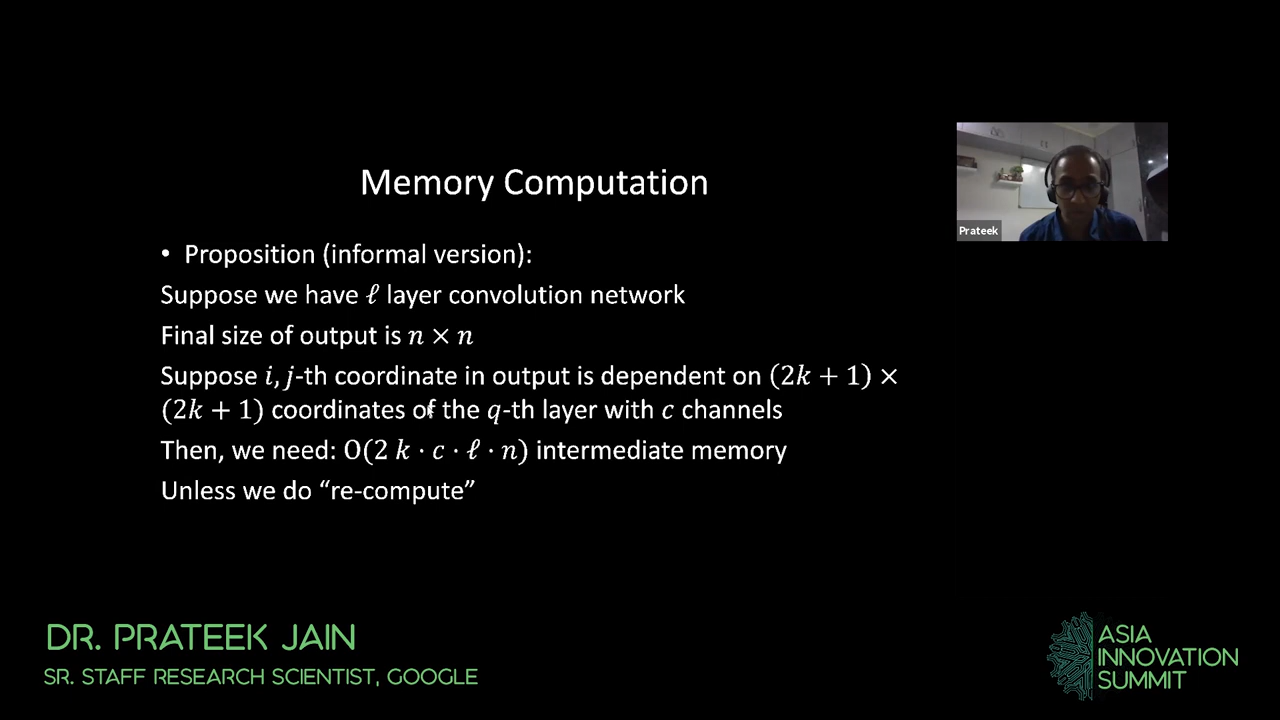 Memory Computation
• Proposition (informal version):
Suppose we have ℓ layer convolution network
Final size of output is n × n
Suppose i, j-th coordinate in output is dependent on (2k + 1) ×
(2k + 1) coordinates of the q-th layer with c channels
Then, we need: O(2 k · c · ℓ · n) intermediate memory
Unless we do “re-compute”
Prateek
DR. PRATEEK JAIN
SR. STAFF RESEARCH SCIENTIST, GOOGLE
ASIA
INNOVATION
SUMMIT